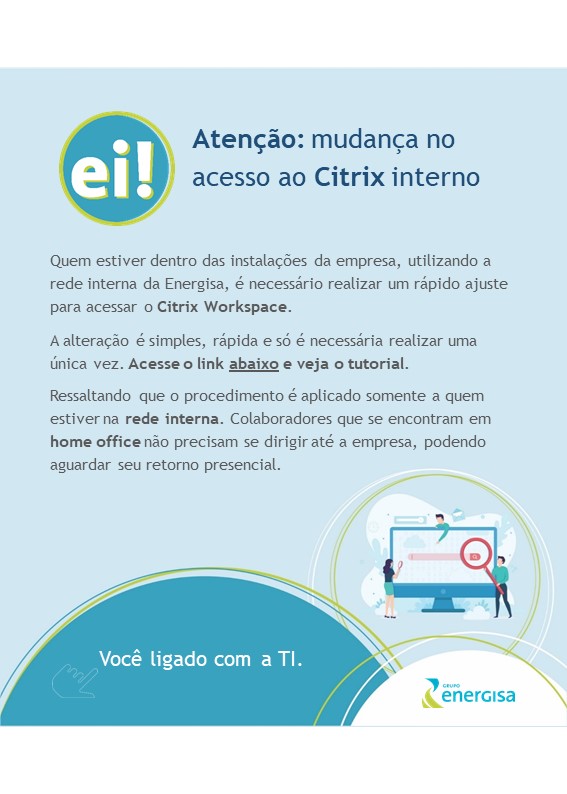 ei!
Atenção: mudança no
acesso ao Citrix interno
Quem estiver dentro das instalações da empresa, utilizando a
rede interna da Energisa, é necessário realizar um rápido ajuste
para acessar o Citrix Workspace.
A alteração é simples, rápida e só é necessária realizar uma
única vez. Acesse o link abaixo e veja o tutorial.
Ressaltando que o procedimento é aplicado somente a quem
estiver na rede interna. Colaboradores que se encontram em
home office não precisam se dirigir até a empresa, podendo
aguardar seu retorno presencial.
Você ligado com a TI.
GRUPO
energisa